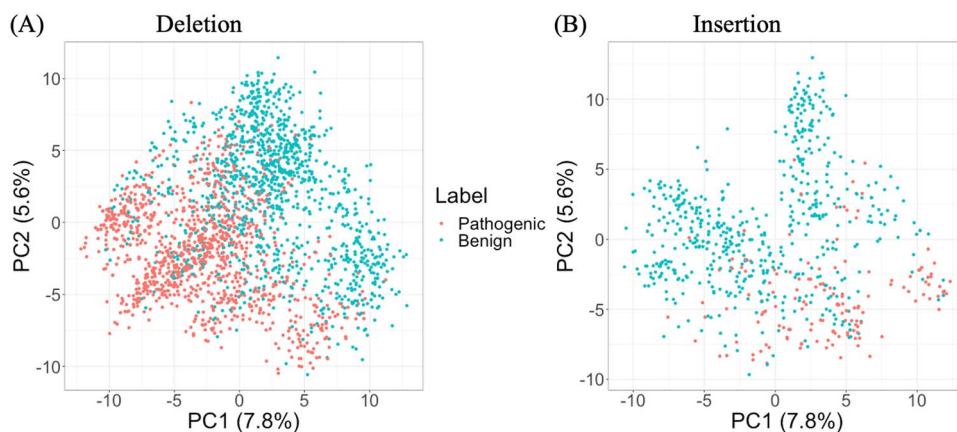 (A) Deletion
10
5
0
-5
-10
PC2 (5.6%)
-10 -5 0 5 10
PC1 (7.8%)
Label
Pathogenic
Benign
(B) Insertion
10
5
0
-5
-10
PC2 (5.6%)
-10 -5 0 5 10
PC1 (7.8%)